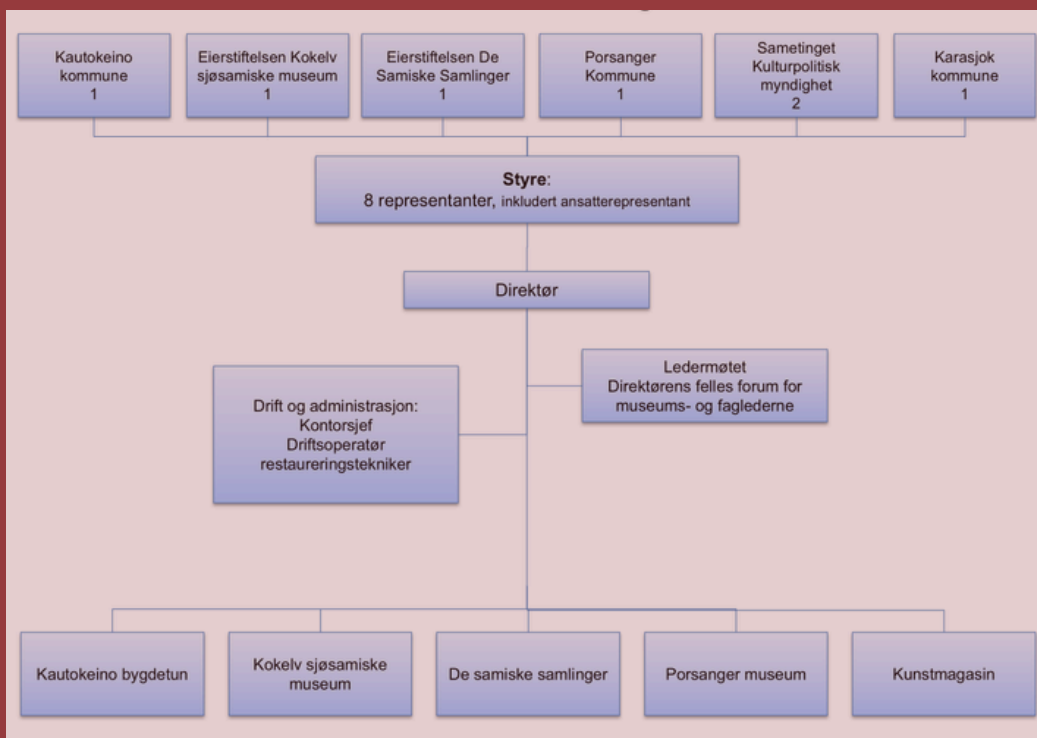 Kautokeino
kommune
1
Eierstiftelsen Kokelv
sjøsamiske museum
1
Eierstiftelsen De
Samiske Samlinger
1
Porsanger
Kommune
1
Sametinget
Kulturpolitisk
myndighet
2
Karasjok
kommune
1
Styre:
8 representanter, inkludert ansatterepresentant
Direktør
Ledermøtet
Direktørens felles forum for
museums- og faglederne
Drift og administrasjon:
Kontorsjef
Driftsoperatør
restaureringstekniker
Kautokeino bygdetun
Kokelv sjøsamiske
museum
De samiske samlinger
Porsanger museum
Kunstmagasin